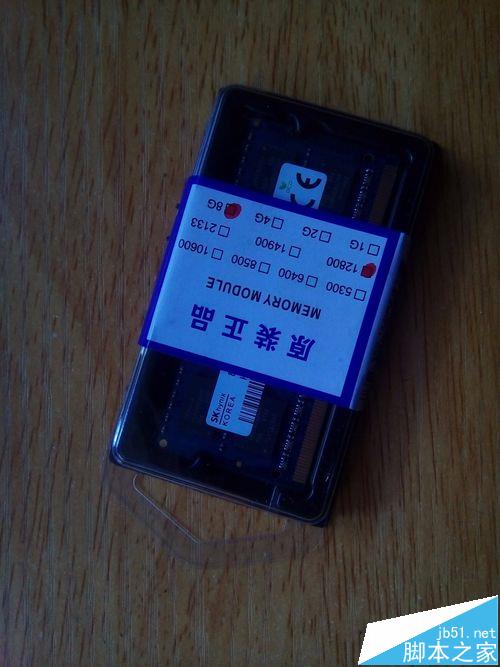 SK hynix
KOREA
原装正品
MEMORY MODULE
□5300 □6400 □8500 □10600
□12800 □14900 □2133
□1G □2G □4G □8G
CE
jb51.net
脚本之家